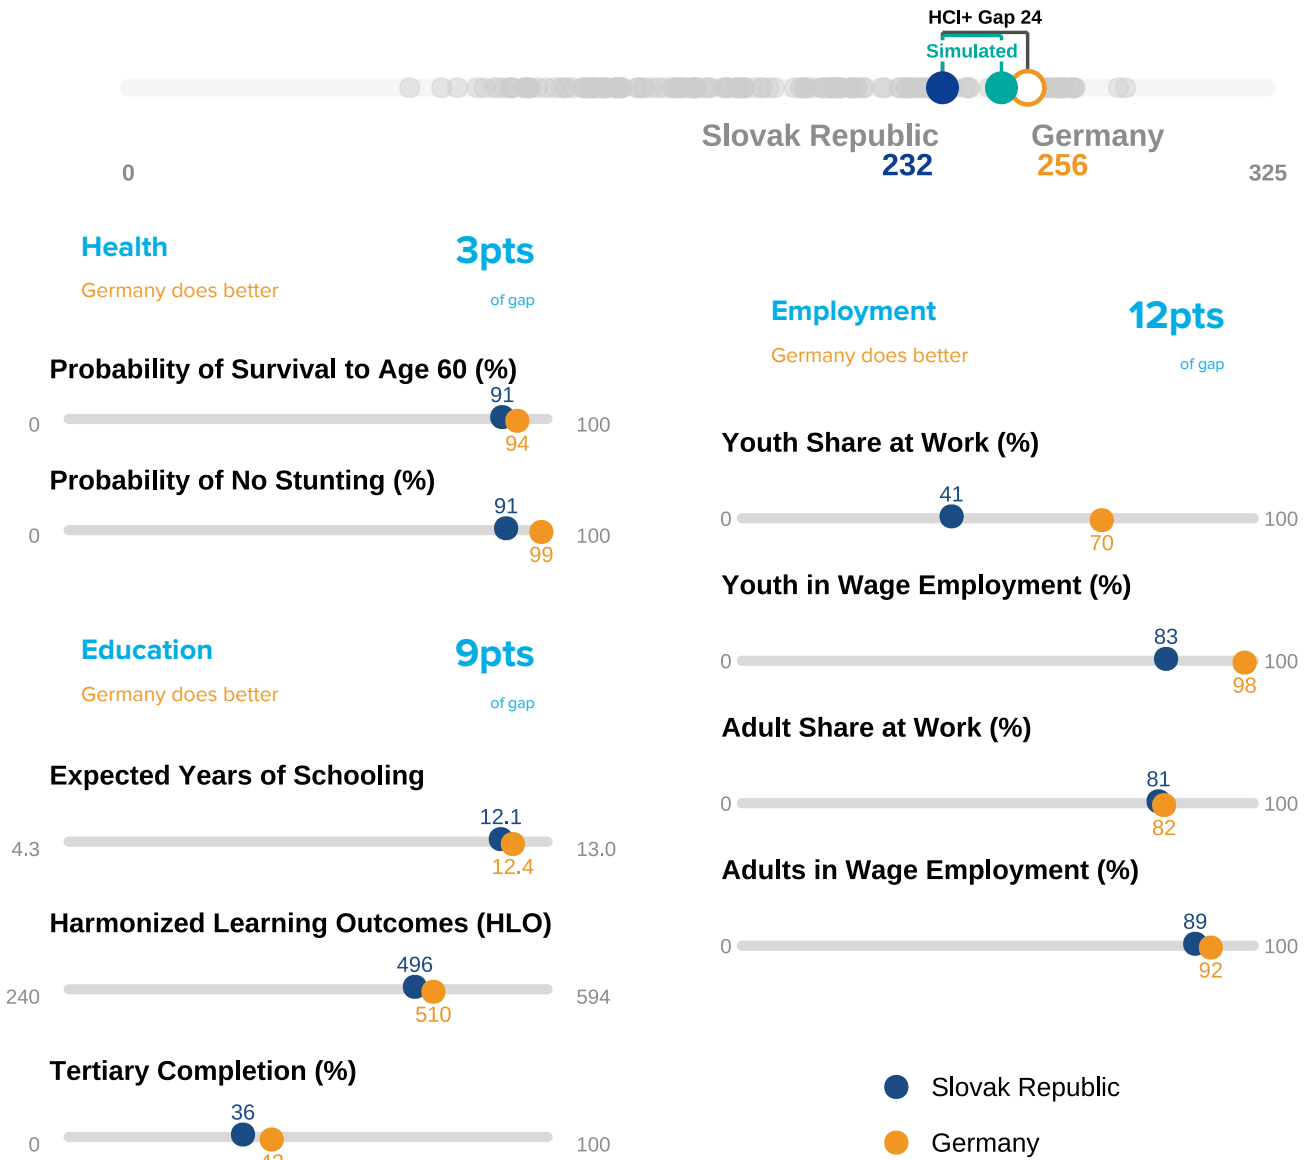 HCI+ Gap 24
Simulated
Slovak Republic
232
Germany
256
0
325
Health
3pts
Germany does better
of gap
Probability of Survival to Age 60 (%)
91
0
100
94
Probability of No Stunting (%)
91
0
100
99
Education
9pts
Germany does better
of gap
Expected Years of Schooling
12.1
4.3
13.0
12.4
Harmonized Learning Outcomes (HLO)
496
240
594
510
Tertiary Completion (%)
36
0
100
Employment
12pts
Germany does better
of gap
Youth Share at Work (%)
41
0
100
70
Youth in Wage Employment (%)
83
0
100
98
Adult Share at Work (%)
81
0
100
82
Adults in Wage Employment (%)
89
0
100
92
Slovak Republic
Germany